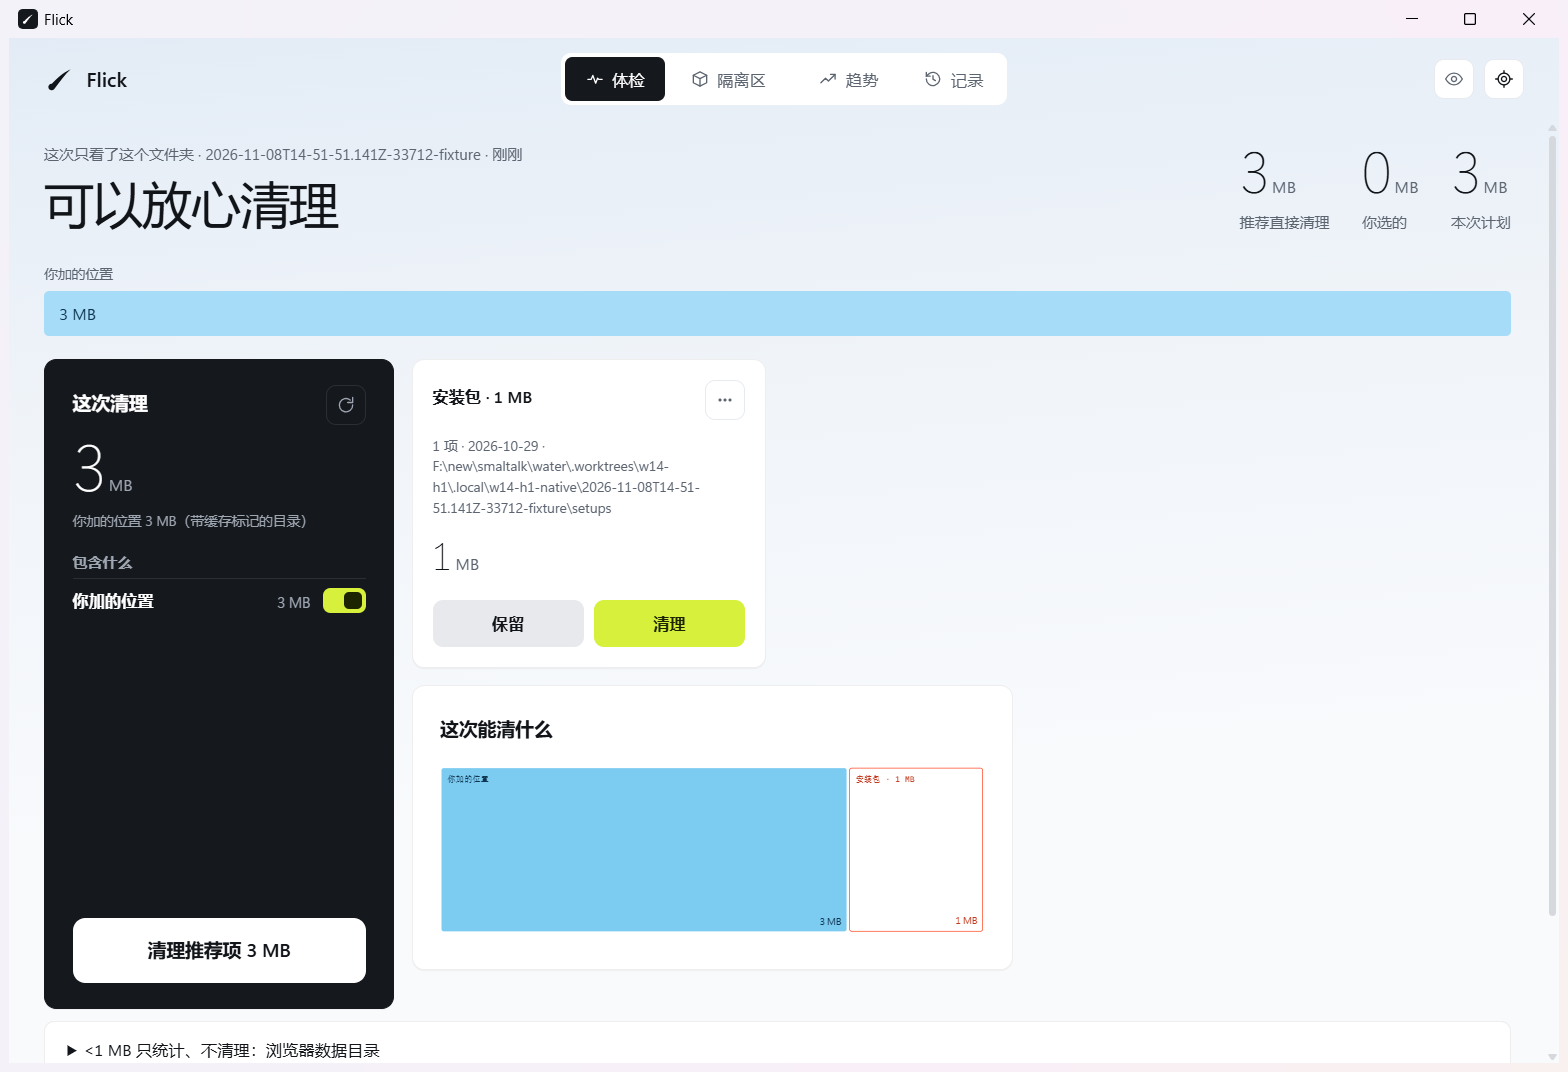 Flick
Flick
体检
隔离区
趋势
记录
这次只看了这个文件夹 · 2026-11-08T14-51-51.141Z-33712-fixture · 刚刚
可以放心清理
3 MB
推荐直接清理
0 MB
你选的
3 MB
本次计划
你加的位置
3 MB
这次清理
3 MB
你加的位置 3 MB（带缓存标记的目录）
包含什么
你加的位置
3 MB
清理推荐项 3 MB
安装包 · 1 MB
1 项 · 2026-10-29 ·
F:\new\smaltalk\water\.worktrees\w14-
h1\.local\w14-h1-native\2026-11-08T14-51-
51.141Z-33712-fixture\setups
1 MB
保留
清理
这次能清什么
你加的位置
3 MB
安装包 · 1 MB
1 MB
<1 MB 只统计、不清理：浏览器数据目录